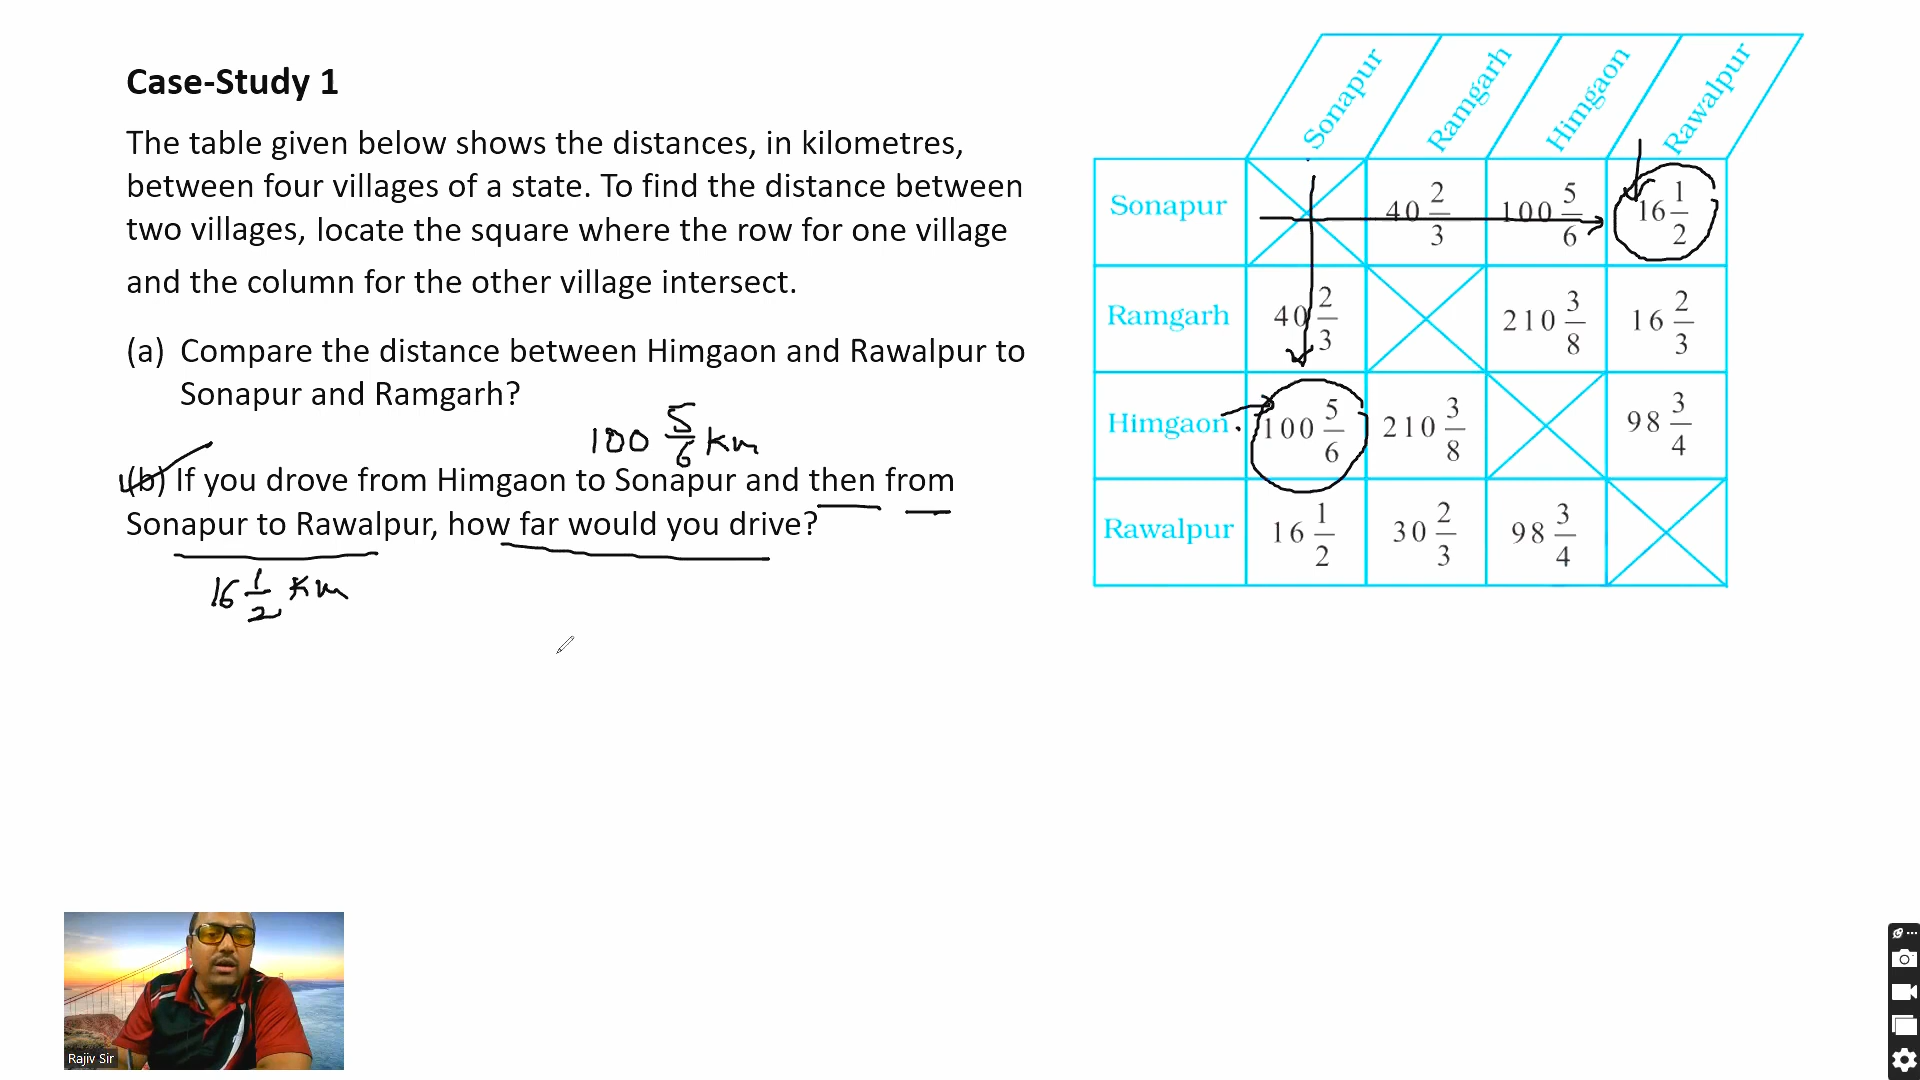 Case-Study 1
The table given below shows the distances, in kilometres,
between four villages of a state. To find the distance between
two villages, locate the square where the row for one village
and the column for the other village intersect.
(a) Compare the distance between Himgaon and Rawalpur to
Sonapur and Ramgarh?
100 5/6 km
(b) If you drove from Himgaon to Sonapur and then from
Sonapur to Rawalpur, how far would you drive?
16 1/2 km
Sonapur Ramgarh Himgaon Rawalpur
Sonapur 40 2/3 100 5/6 16 1/2
Ramgarh 40 2/3 210 3/8 16 2/3
Himgaon 100 5/6 210 3/8 98 3/4
Rawalpur 16 1/2 30 2/3 98 3/4
Rajiv Sir